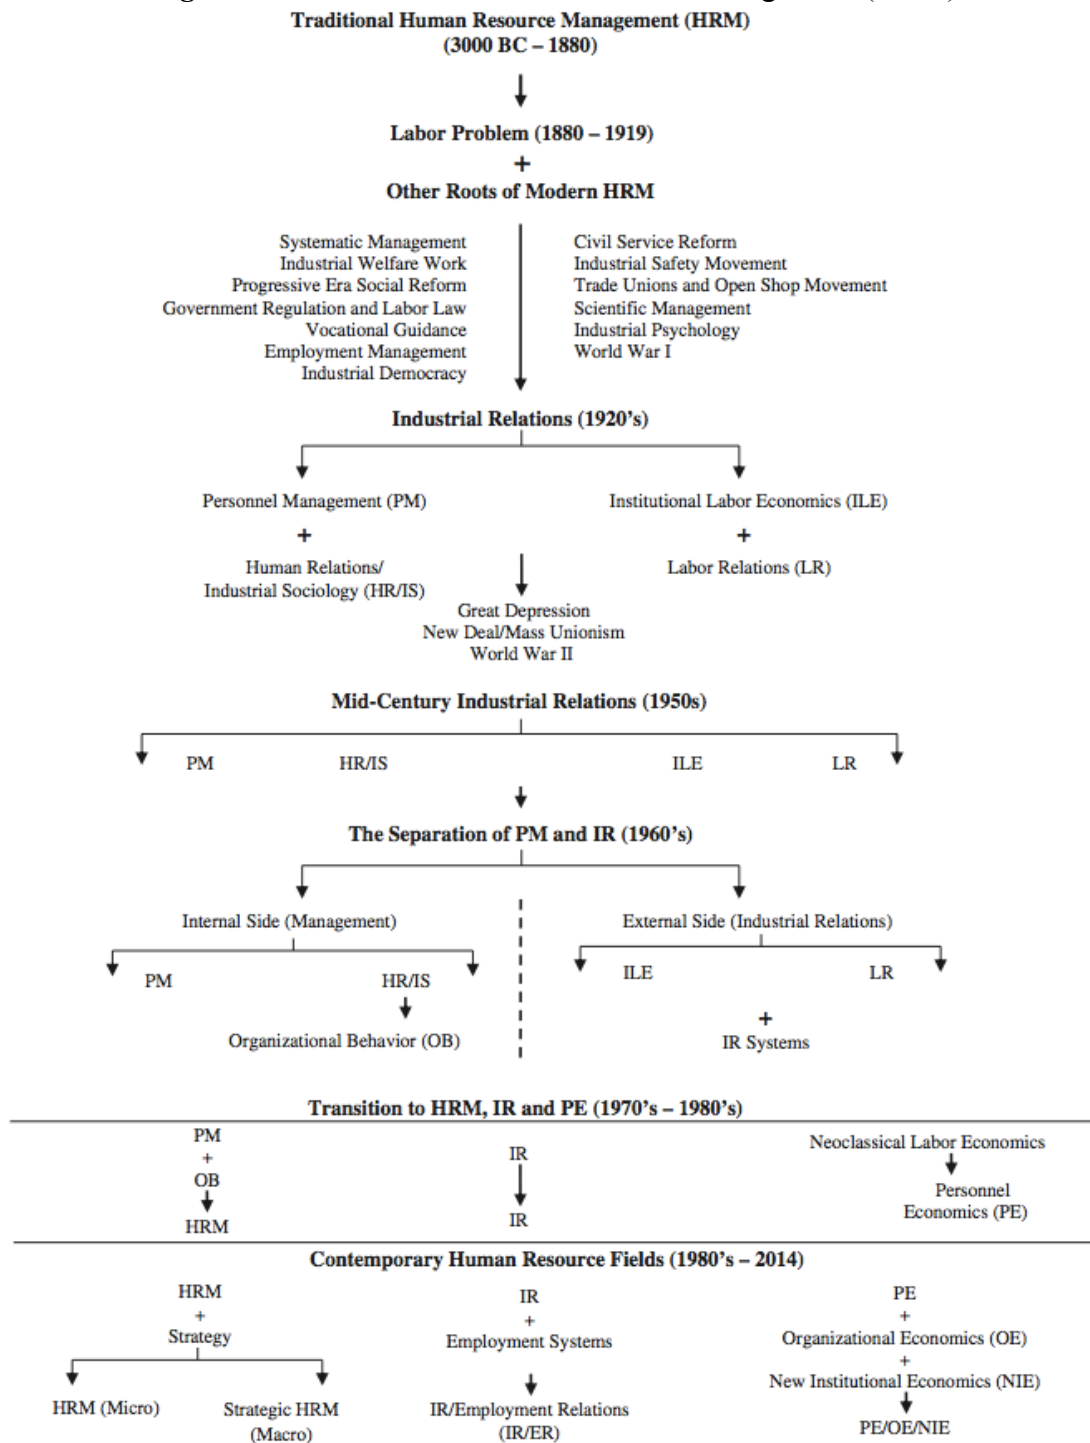 Traditional Human Resource Management (HRM)
(3000 BC – 1880)
Labor Problem (1880 – 1919)
+
Other Roots of Modern HRM
Systematic Management
Industrial Welfare Work
Progressive Era Social Reform
Government Regulation and Labor Law
Vocational Guidance
Employment Management
Industrial Democracy
Civil Service Reform
Industrial Safety Movement
Trade Unions and Open Shop Movement
Scientific Management
Industrial Psychology
World War I
Industrial Relations (1920's)
Personnel Management (PM)
+
Human Relations/
Industrial Sociology (HR/IS)
Institutional Labor Economics (ILE)
+
Labor Relations (LR)
Great Depression
New Deal/Mass Unionism
World War II
Mid-Century Industrial Relations (1950s)
PM HR/IS ILE LR
The Separation of PM and IR (1960's)
Internal Side (Management)
PM HR/IS
Organizational Behavior (OB)
External Side (Industrial Relations)
ILE LR
+
IR Systems
Transition to HRM, IR and PE (1970's – 1980's)
PM
+
OB
HRM
IR
IR
Neoclassical Labor Economics
Personnel
Economics (PE)
Contemporary Human Resource Fields (1980's – 2014)
HRM
+
Strategy
HRM (Micro)
Strategic HRM
(Macro)
IR
+
Employment Systems
IR/Employment Relations
(IR/ER)
PE
+
Organizational Economics (OE)
+
New Institutional Economics (NIE)
PE/OE/NIE